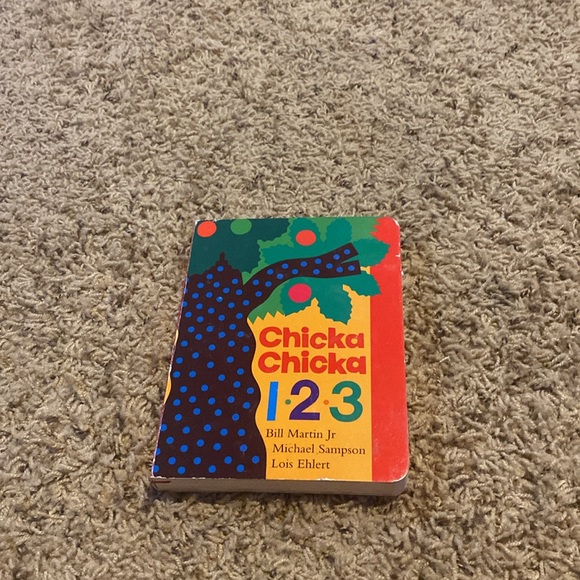 Chicka
Chicka
1·2·3
Bill Martin Jr
Michael Sampson
Lois Ehlert